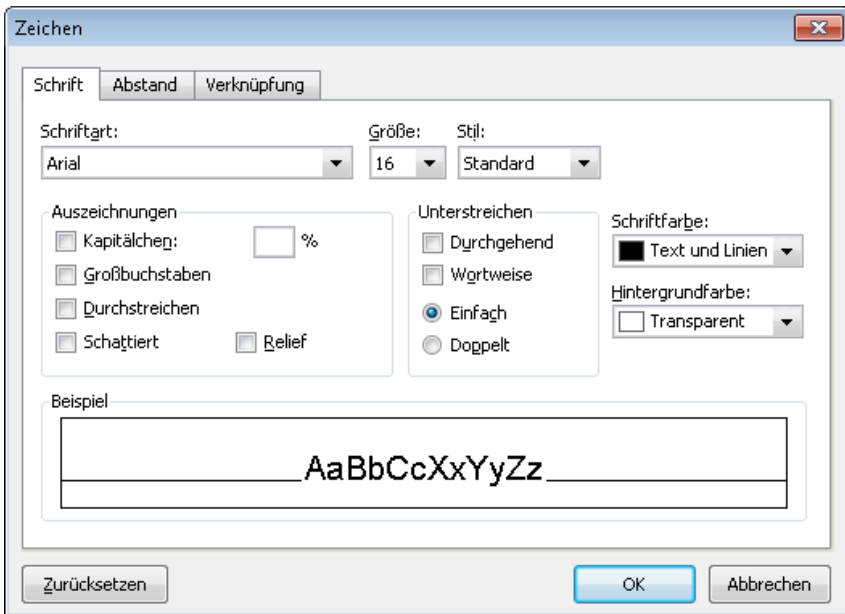 Zeichen
Schrift Abstand Verknüpfung
Schriftart: Größe: Stil:
Arial 16 Standard
Auszeichnungen Unterstreichen
Schriftfarbe:
Kapitälchen: % Durchgehend
Text und Linien
Großbuchstaben Wortweise
Hintergrundfarbe:
Durchstreichen Einfach
Transparent
Schattiert Relief Doppelt
Beispiel
AaBbCcXxYyZz
Zurücksetzen OK Abbrechen